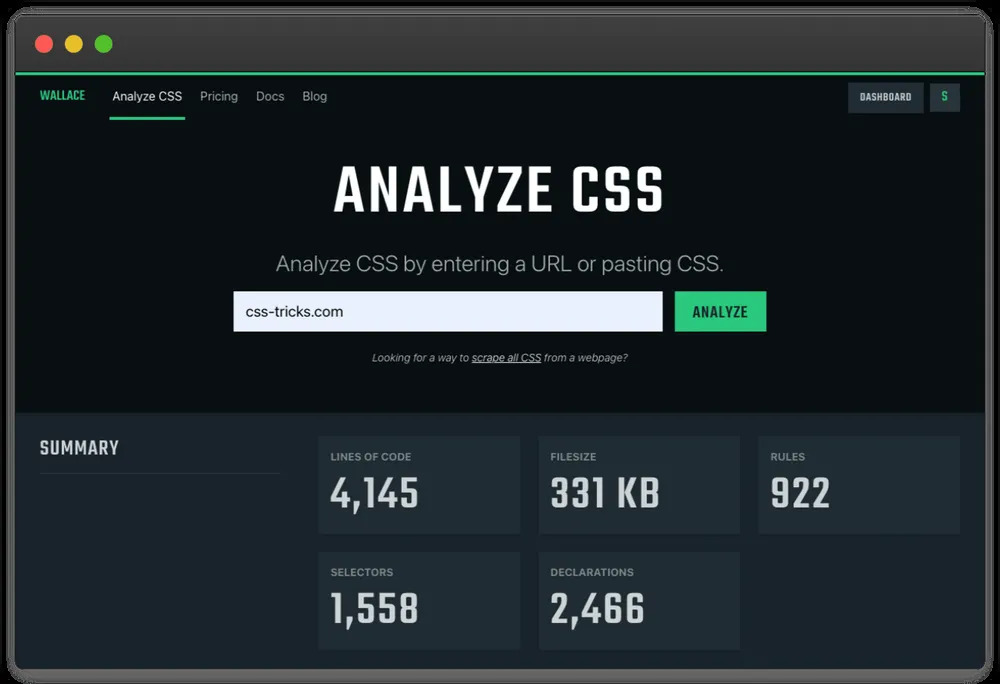 WALLACE Analyze CSS Pricing Docs Blog DASHBOARD S
ANALYZE CSS
Analyze CSS by entering a URL or pasting CSS.
css-tricks.com ANALYZE
Looking for a way to scrape all CSS from a webpage?
SUMMARY
LINES OF CODE
4,145
FILESIZE
331 KB
RULES
922
SELECTORS
1,558
DECLARATIONS
2,466